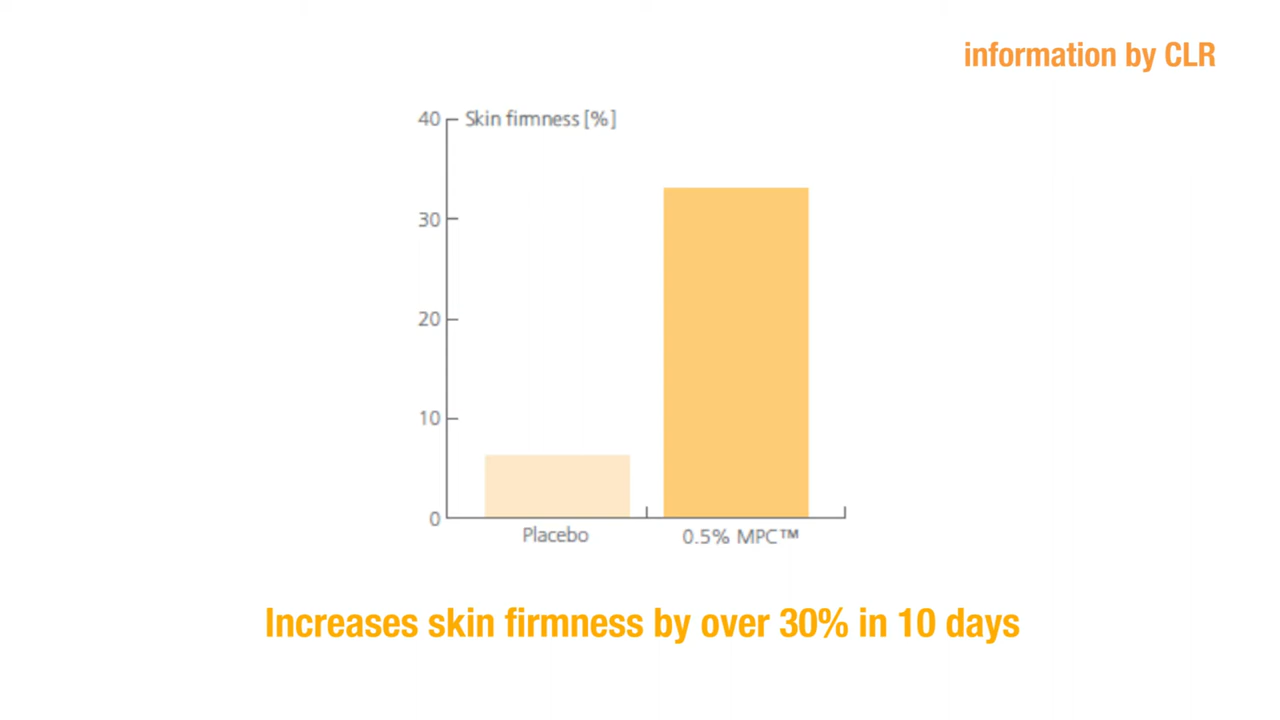 information by CLR
40 Skin firmness [%]
30
20
10
0
Placebo 0.5% MPC™
Increases skin firmness by over 30% in 10 days